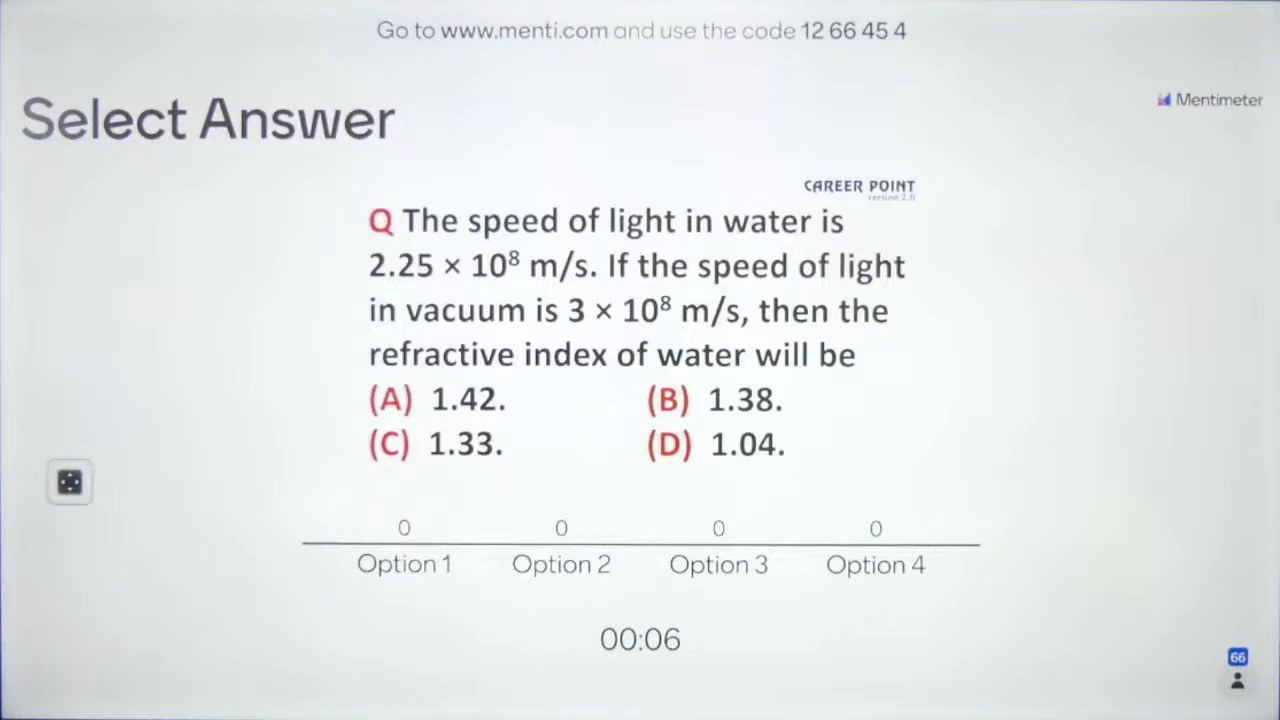 Go to www.menti.com and use the code 12 66 45 4
Select Answer
Mentimeter
CAREER POINT
version 2.0
Q The speed of light in water is
2.25 × 10⁸ m/s. If the speed of light
in vacuum is 3 × 10⁸ m/s, then the
refractive index of water will be
(A) 1.42. (B) 1.38.
(C) 1.33. (D) 1.04.
0 0 0 0
Option 1 Option 2 Option 3 Option 4
00:06
66